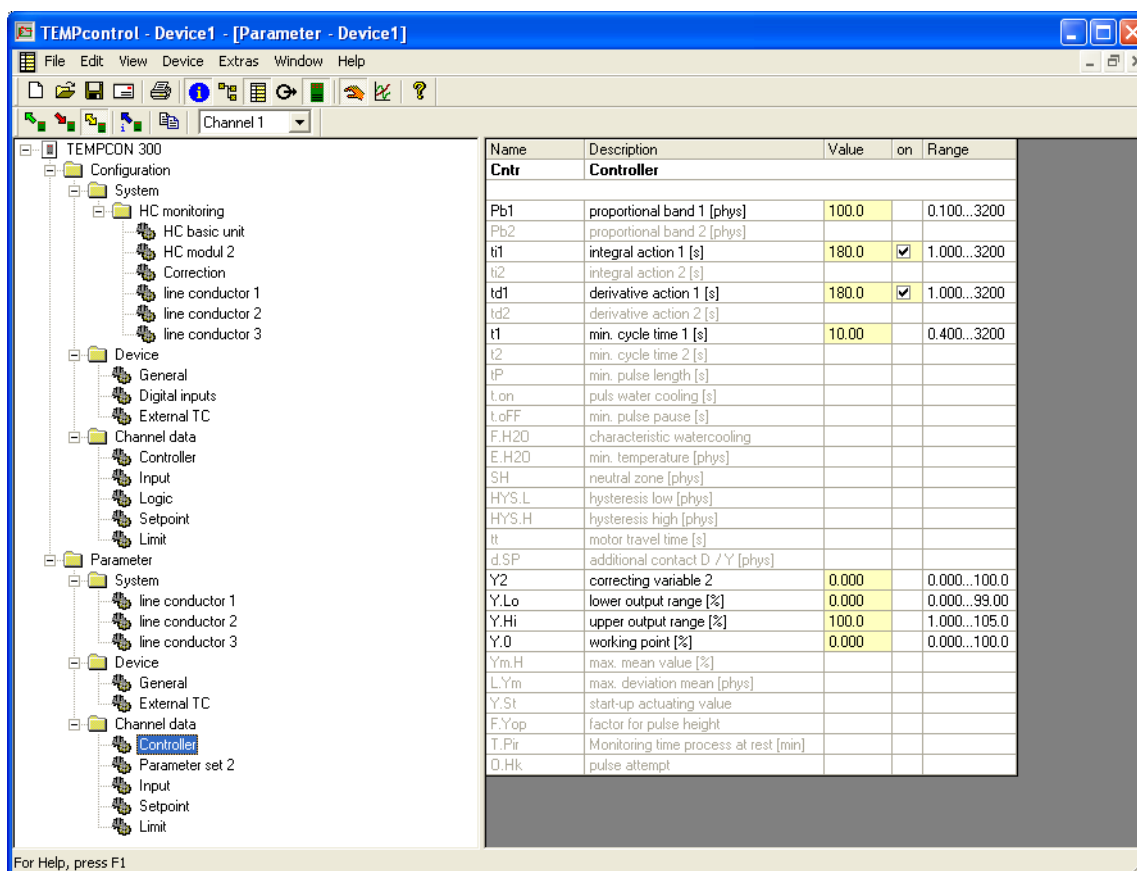 TEMPcontrol - Device1 - [Parameter - Device1]
File Edit View Device Extras Window Help
Channel 1
TEMPCON 300
Configuration
System
HC monitoring
HC basic unit
HC modul 2
Correction
line conductor 1
line conductor 2
line conductor 3
Device
General
Digital inputs
External TC
Channel data
Controller
Input
Logic
Setpoint
Limit
Parameter
System
line conductor 1
line conductor 2
line conductor 3
Device
General
External TC
Channel data
Controller
Parameter set 2
Input
Setpoint
Limit
Name Description Value on Range
Cntr Controller
Pb1 proportional band 1 [phys] 100.0 0.100...3200
Pb2 proportional band 2 [phys]
ti1 integral action 1 [s] 180.0 1.000...3200
ti2 integral action 2 [s]
td1 derivative action 1 [s] 180.0 1.000...3200
td2 derivative action 2 [s]
t1 min. cycle time 1 [s] 10.00 0.400...3200
t2 min. cycle time 2 [s]
tP min. pulse length [s]
t.on puls water cooling [s]
t.oFF min. pulse pause [s]
F.H2O characteristic watercooling
E.H2O min. temperature [phys]
SH neutral zone [phys]
HYS.L hysteresis low [phys]
HYS.H hysteresis high [phys]
tt motor travel time [s]
d.SP additional contact D / Y [phys]
Y2 correcting variable 2 0.000 0.000...100.0
Y.Lo lower output range [%] 0.000 0.000...99.00
Y.Hi upper output range [%] 100.0 1.000...105.0
Y.0 working point [%] 0.000 0.000...100.0
Ym.H max. mean value [%]
L.Ym max. deviation mean [phys]
Y.St start-up actuating value
F.Yop factor for pulse height
T.Pir Monitoring time process at rest [min]
O.Hk pulse attempt
For Help, press F1